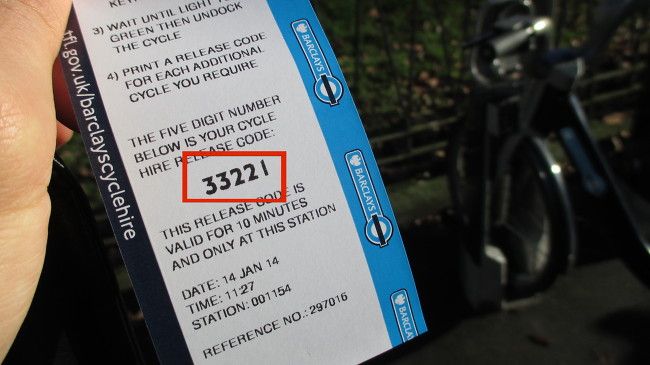 3) WAIT UNTIL LIGHT
GREEN THEN UNDOCK
THE CYCLE
4) PRINT A RELEASE CODE
FOR EACH ADDITIONAL
CYCLE YOU REQUIRE
THE FIVE DIGIT NUMBER
BELOW IS YOUR CYCLE
HIRE RELEASE CODE:
33221
THIS RELEASE CODE IS
VALID FOR 10 MINUTES
AND ONLY AT THIS STATION
DATE: 14 JAN 14
TIME: 11:27
STATION: 001154
REFERENCE NO.: 297016
tfl.gov.uk/barclayscyclehire
BARCLAYS
BARCLAYS
BARCLAY